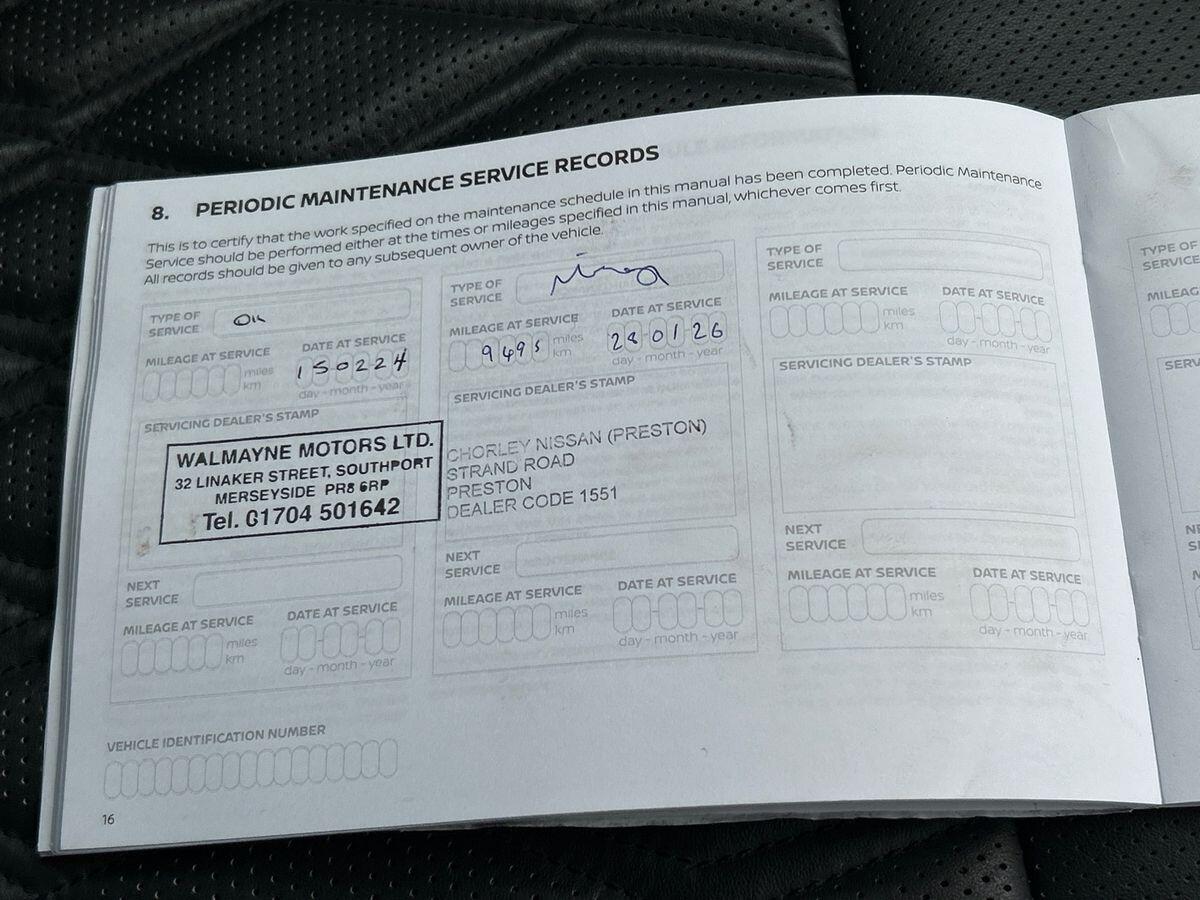 8. PERIODIC MAINTENANCE SERVICE RECORDS
This is to certify that the work specified on the maintenance schedule in this manual has been completed. Periodic Maintenance
Service should be performed either at the times or mileages specified in this manual, whichever comes first.
All records should be given to any subsequent owner of the vehicle.
TYPE OF
SERVICE
OK
MILEAGE AT SERVICE
miles
km
DATE AT SERVICE
150224
day - month - year
SERVICING DEALER'S STAMP
WALMAYNE MOTORS LTD.
32 LINAKER STREET, SOUTHPORT
MERSEYSIDE PR8 6RP
Tel. 01704 501642
NEXT
SERVICE
MILEAGE AT SERVICE
miles
km
DATE AT SERVICE
day - month - year
TYPE OF
SERVICE
MILEAGE AT SERVICE
9495 miles
km
DATE AT SERVICE
280126
day - month - year
SERVICING DEALER'S STAMP
CHORLEY NISSAN (PRESTON)
STRAND ROAD
PRESTON
DEALER CODE 1551
NEXT
SERVICE
MILEAGE AT SERVICE
miles
km
DATE AT SERVICE
day - month - year
TYPE OF
SERVICE
MILEAGE AT SERVICE
miles
km
DATE AT SERVICE
day - month - year
SERVICING DEALER'S STAMP
NEXT
SERVICE
MILEAGE AT SERVICE
miles
km
DATE AT SERVICE
day - month - year
VEHICLE IDENTIFICATION NUMBER
16
TYPE OF
SERVICE